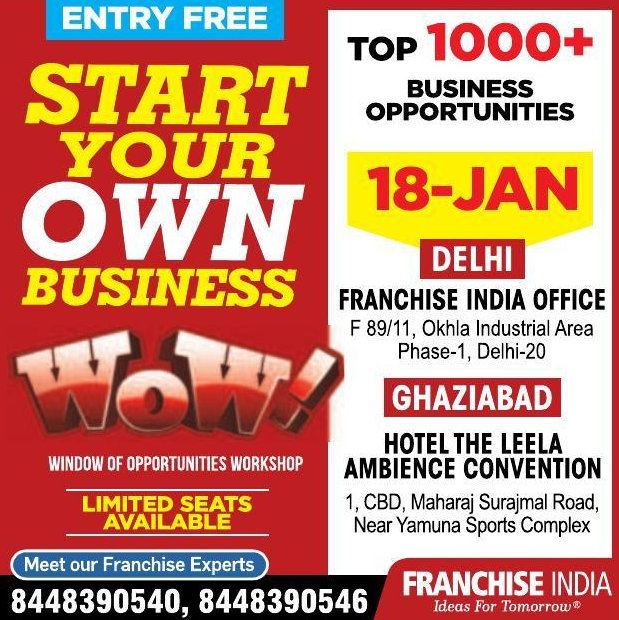 ENTRY FREE
START
YOUR
OWN
BUSINESS
WOW!
WINDOW OF OPPORTUNITIES WORKSHOP
LIMITED SEATS
AVAILABLE
Meet our Franchise Experts
8448390540, 8448390546
TOP 1000+
BUSINESS
OPPORTUNITIES
18-JAN
DELHI
FRANCHISE INDIA OFFICE
F 89/11, Okhla Industrial Area
Phase-1, Delhi-20
GHAZIABAD
HOTEL THE LEELA
AMBIENCE CONVENTION
1, CBD, Maharaj Surajmal Road,
Near Yamuna Sports Complex
FRANCHISE INDIA
Ideas For Tomorrow®